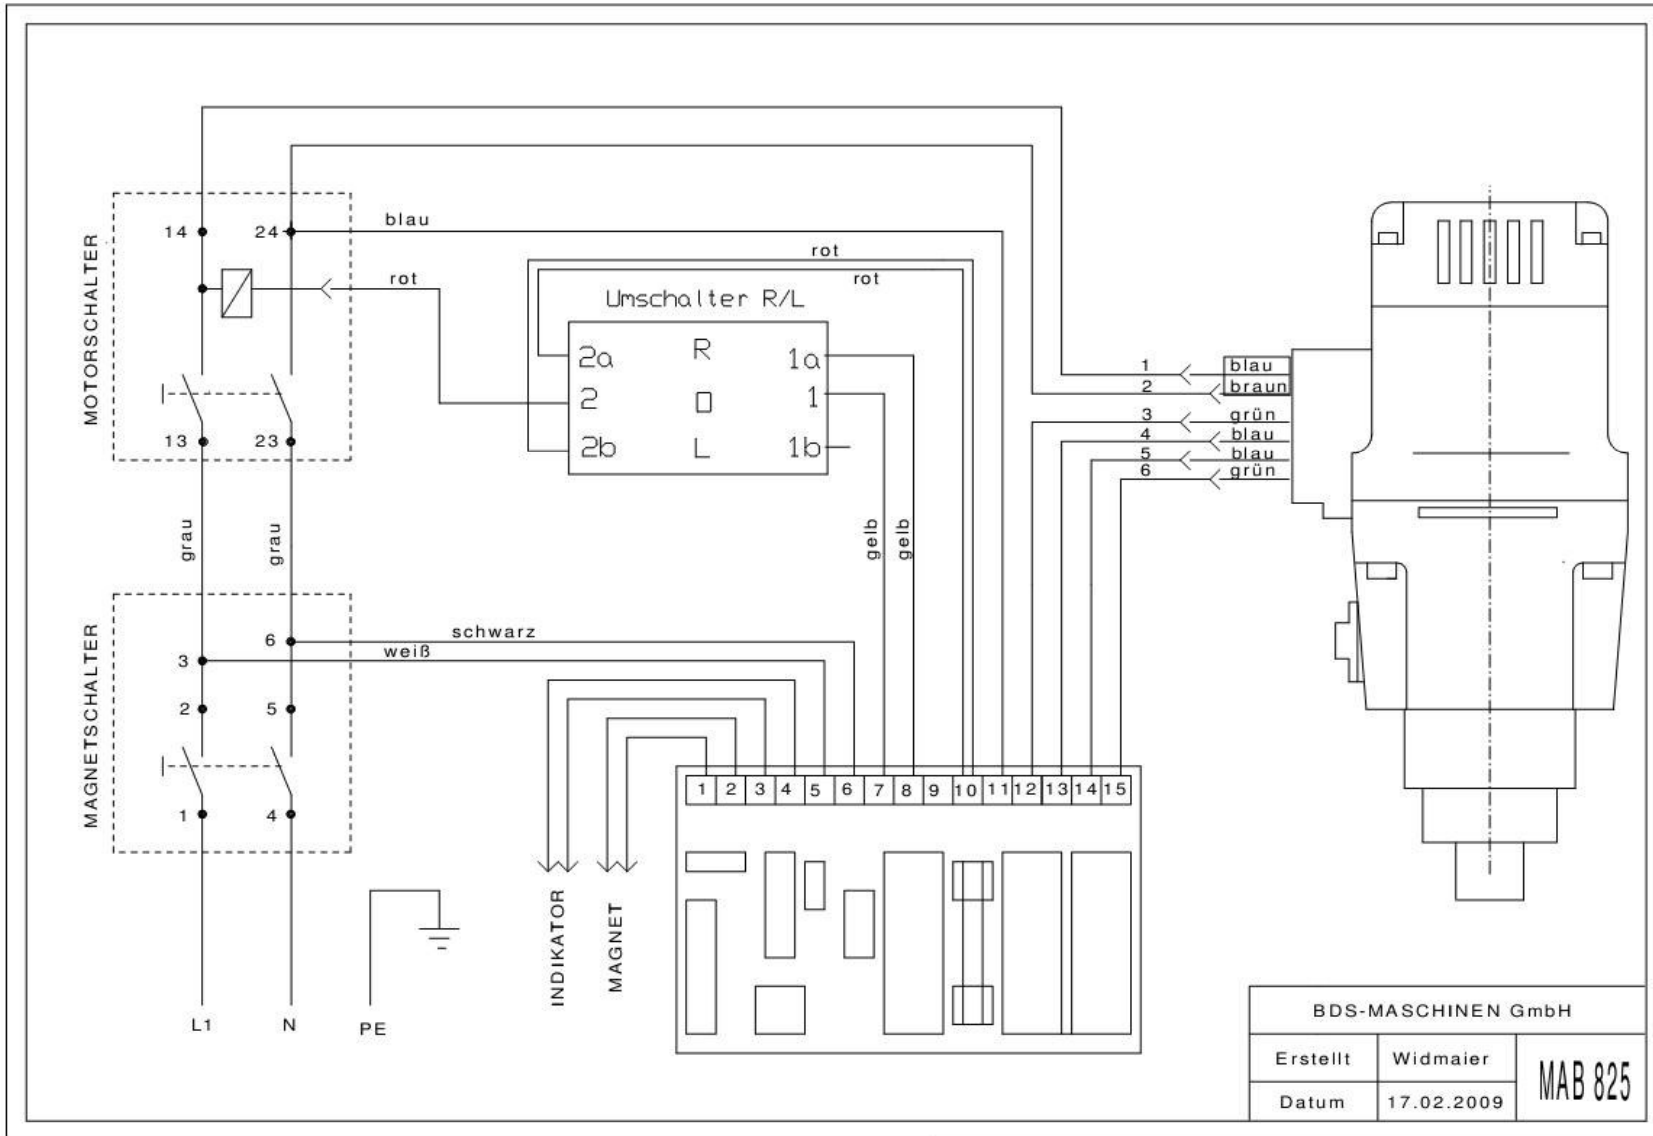 14
24
blau
rot
rot
rot
MOTORSCHALTER
13
23
Umschalter R/L
2a R 1a
2 0 1
2b L 1b
1 blau
2 braun
3 grün
4 blau
5 blau
6 grün
grau
grau
gelb
gelb
MAGNETSCHALTER
6
schwarz
3
weiß
2
5
1
4
1 2 3 4 5 6 7 8 9 10 11 12 13 14 15
INDIKATOR
MAGNET
L1
N
PE
BDS-MASCHINEN GmbH
Erstellt Widmaier
MAB 825
Datum 17.02.2009